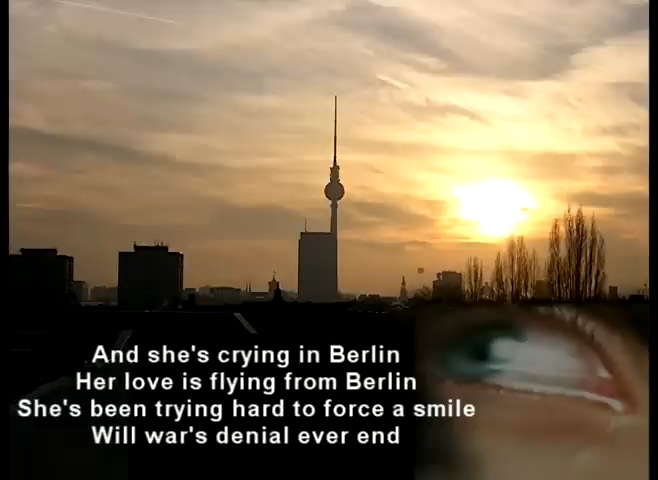 And she's crying in Berlin
Her love is flying from Berlin
She's been trying hard to force a smile
Will war's denial ever end